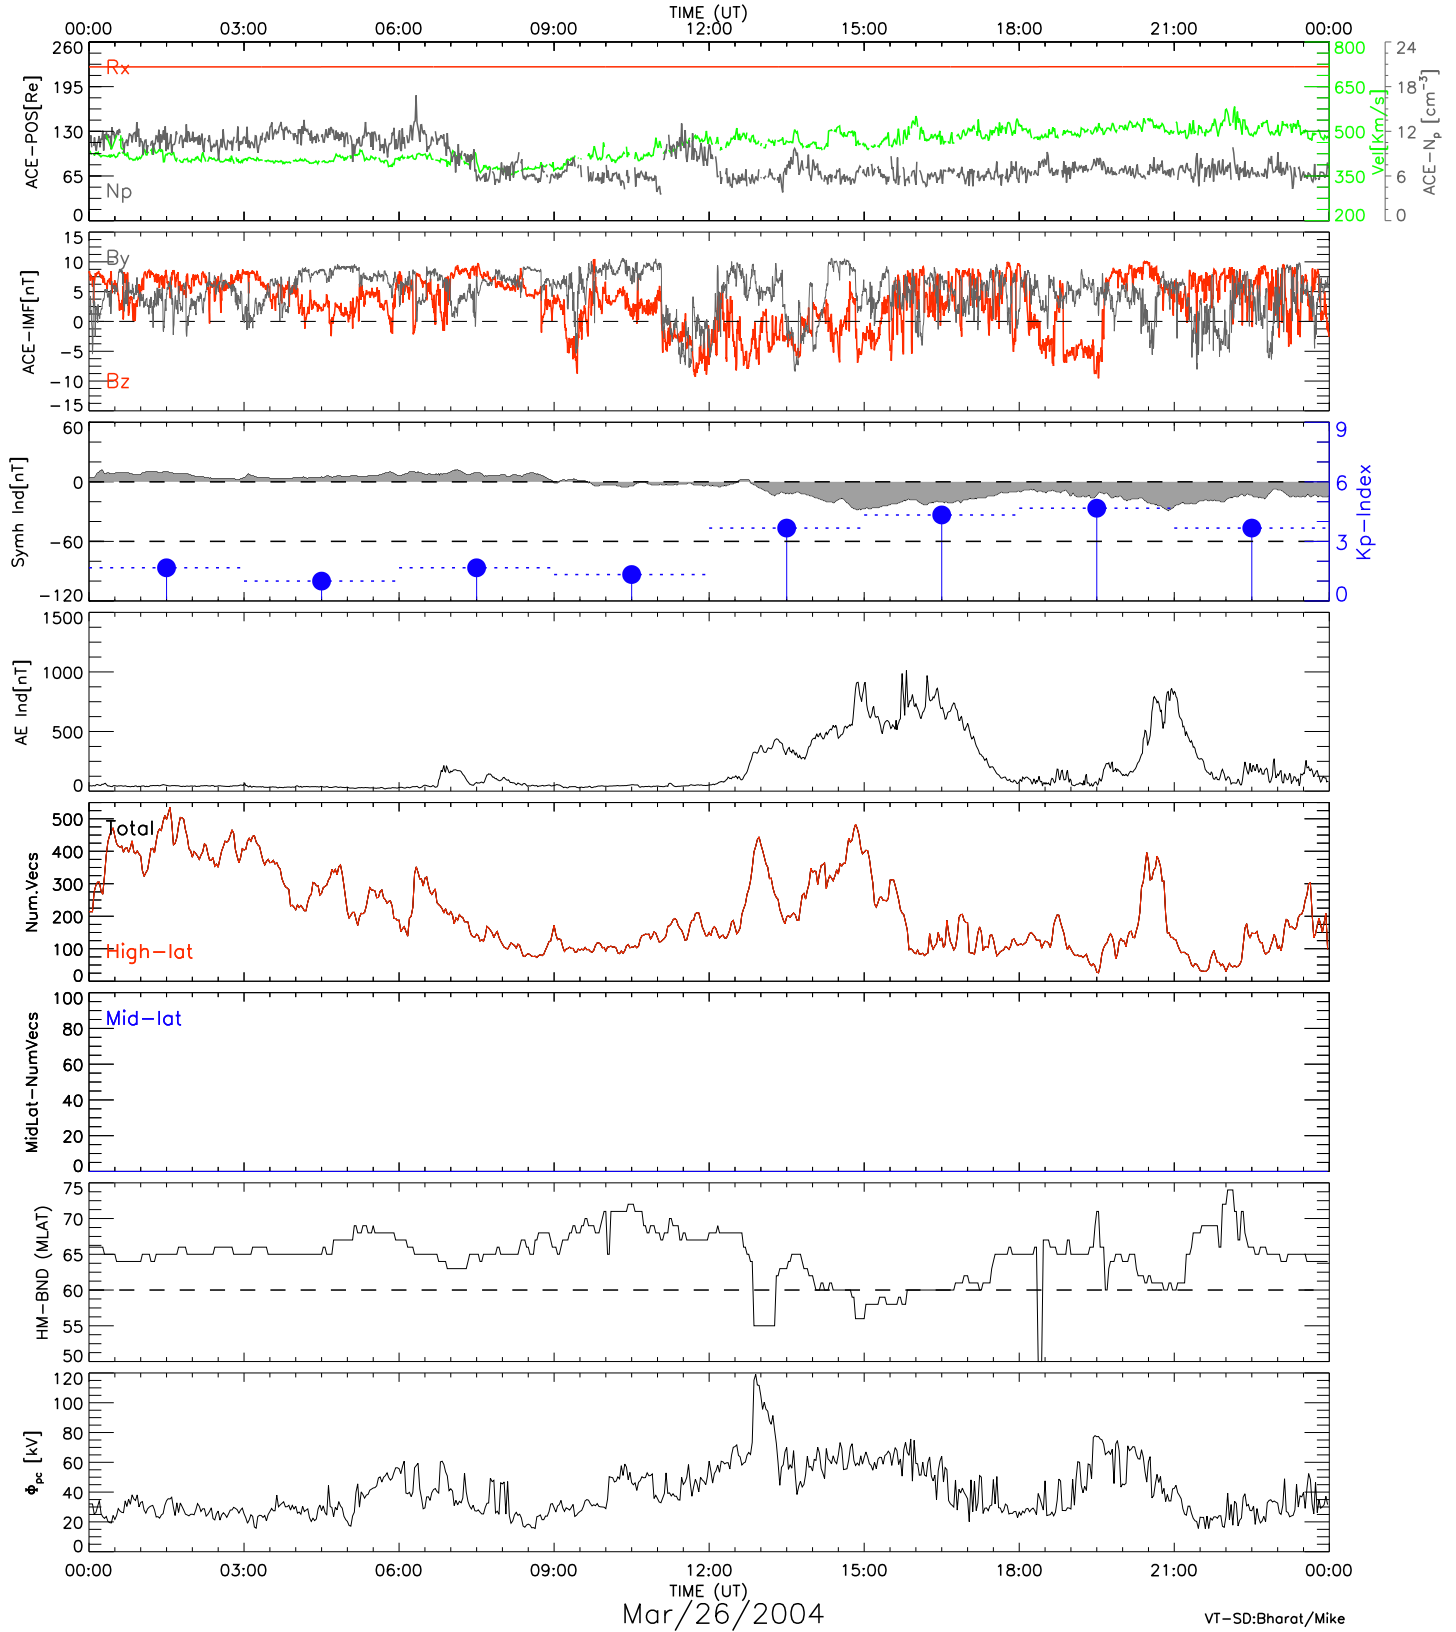 TIME (UT)
00:00 03:00 06:00 09:00 12:00 15:00 18:00 21:00 00:00
260 195 130 65 0
ACE-POS[Re]
Rx
Np
800 650 500 350 200
Vel[Km/s]
24 18 12 6 0
ACE-Np [cm-3]
15 10 5 0 -5 -10 -15
ACE-IMF[nT]
By
Bz
60 0 -60 -120
Symh Ind[nT]
9 6 3 0
Kp-Index
1500 1000 500 0
AE Ind[nT]
500 400 300 200 100 0
Num.Vecs
Total
High-lat
100 80 60 40 20 0
MidLat-NumVecs
Mid-lat
75 70 65 60 55 50
HM-BND (MLAT)
120 100 80 60 40 20 0
Φpc [kV]
00:00 03:00 06:00 09:00 12:00 15:00 18:00 21:00 00:00
TIME (UT)
Mar/26/2004
VT-SD:Bharat/Mike